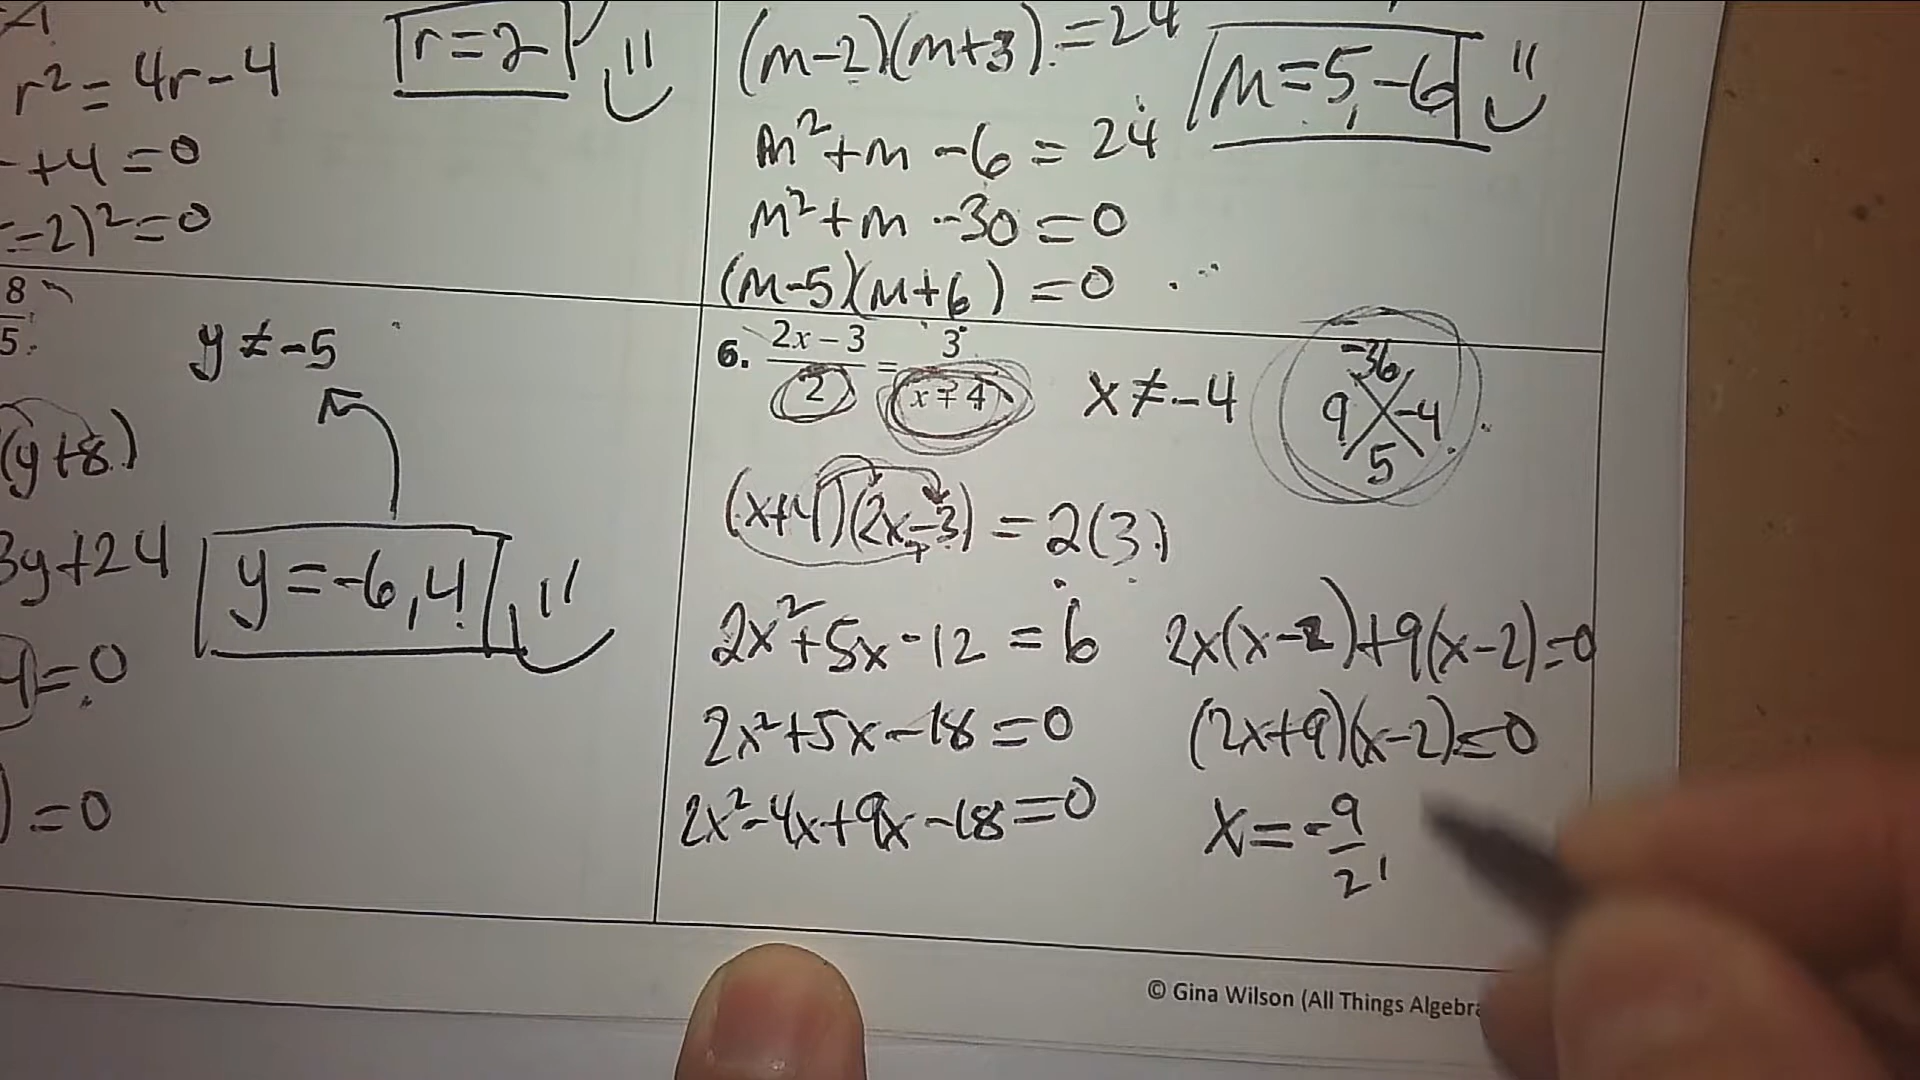 r² = 4r - 4
+4 = 0
-2)² = 0
r = 2
(m-2)(m+3) = 24
m² + m - 6 = 24
m² + m - 30 = 0
(m-5)(m+6) = 0
m = 5, -6
8
5
y ≠ -5
(y+8)
3y + 24
= 0
) = 0
y = -6, 4
6. 2x - 3 / 2 = 3 / x + 4
x ≠ -4
-36
9 -4
5
(x+4)(2x-3) = 2(3)
2x² + 5x - 12 = 6
2x² + 5x - 18 = 0
2x² - 4x + 9x - 18 = 0
2x(x-2) + 9(x-2) = 0
(2x+9)(x-2) = 0
x = -9/2,
© Gina Wilson (All Things Algebra